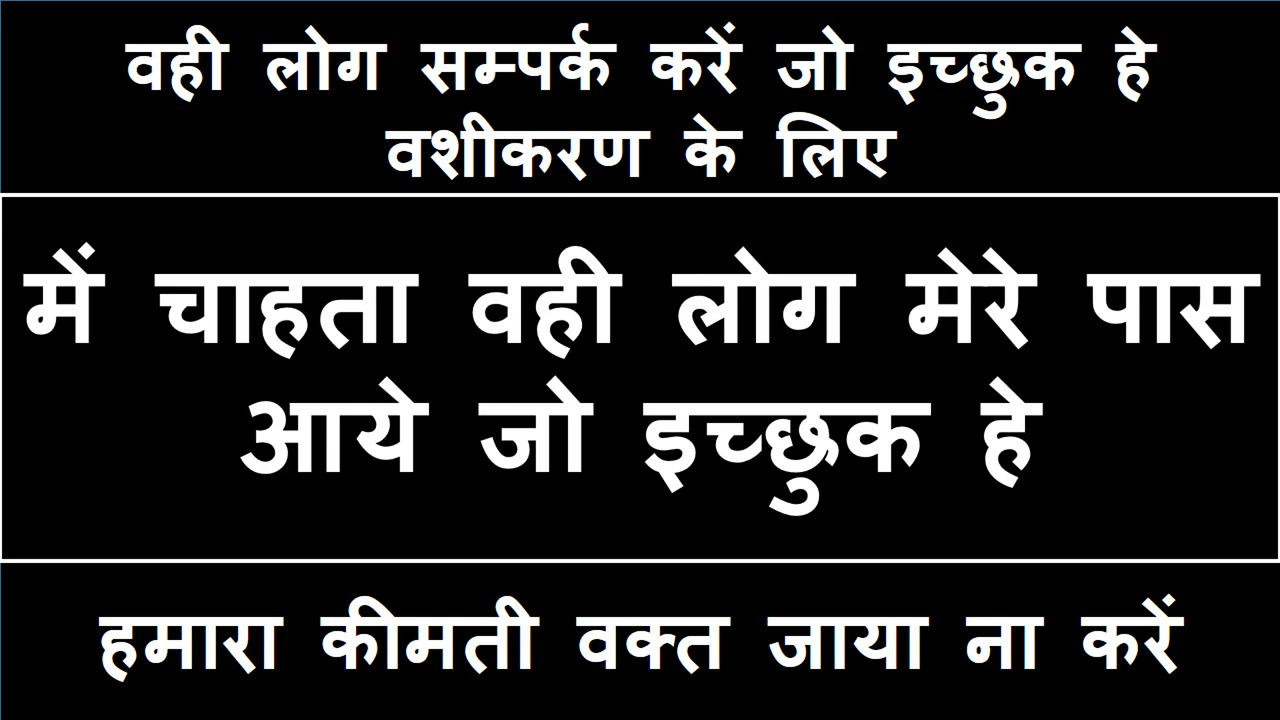 वही लोग सम्पर्क करें जो इच्छुक हे
वशीकरण के लिए
में चाहता वही लोग मेरे पास
आये जो इच्छुक हे
हमारा कीमती वक्त जाया ना करें